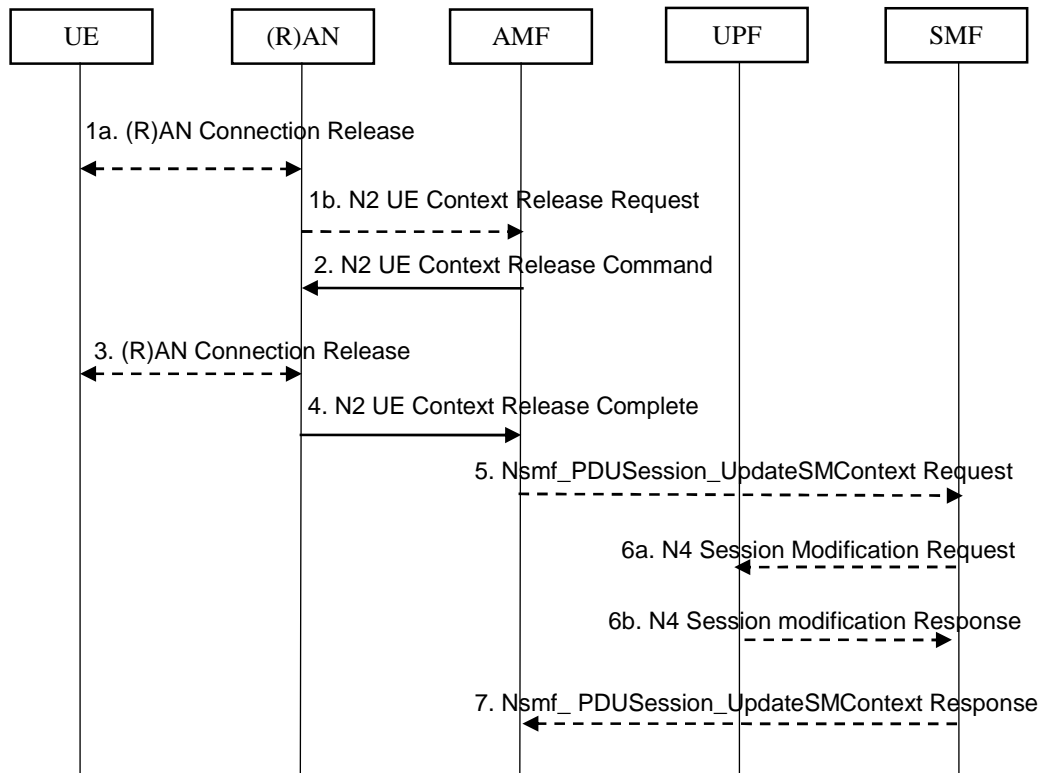 UE
(R)AN
AMF
UPF
SMF
1a. (R)AN Connection Release
1b. N2 UE Context Release Request
2. N2 UE Context Release Command
3. (R)AN Connection Release
4. N2 UE Context Release Complete
5. Nsmf_PDUSession_UpdateSMContext Request
6a. N4 Session Modification Request
6b. N4 Session modification Response
7. Nsmf_ PDUSession_UpdateSMContext Response